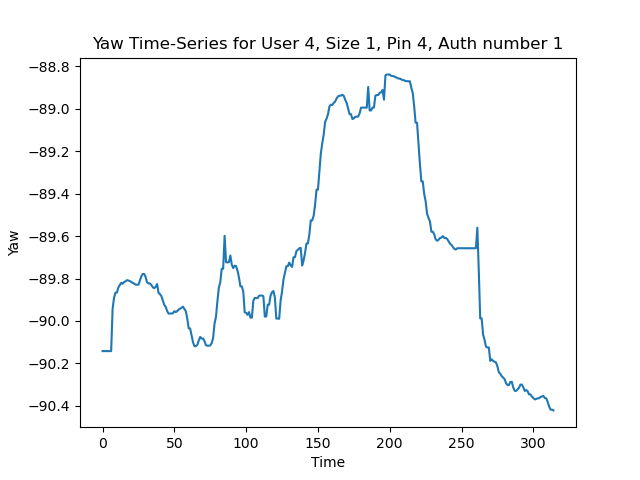 Yaw Time-Series for User 4, Size 1, Pin 4, Auth number 1
−88.8
−89.0
−89.2
−89.4
−89.6
−89.8
−90.0
−90.2
−90.4
Yaw
0 50 100 150 200 250 300
Time